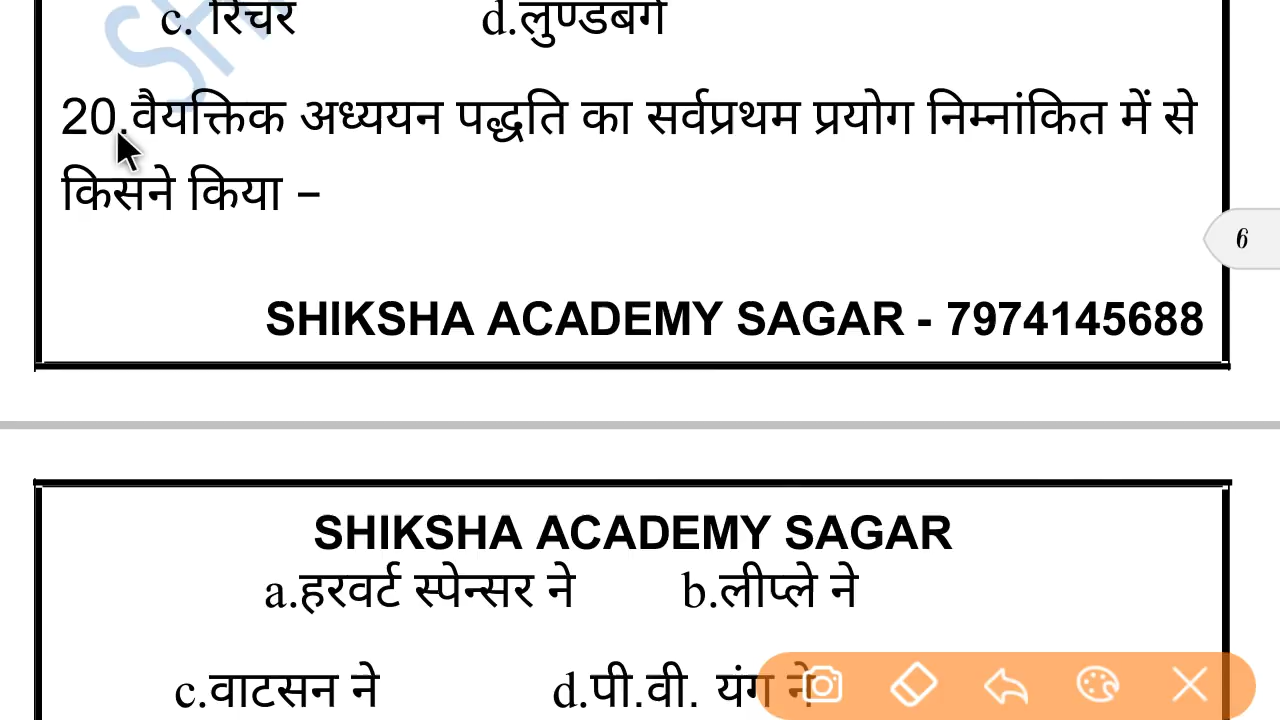 c. रिचर d.लुण्डबर्ग
20.वैयक्तिक अध्ययन पद्धति का सर्वप्रथम प्रयोग निम्नांकित में से
किसने किया –
6
SHIKSHA ACADEMY SAGAR - 7974145688
SHIKSHA ACADEMY SAGAR
a.हरवर्ट स्पेन्सर ने b.लीप्ले ने
c.वाटसन ने d.पी.वी. यंग ने